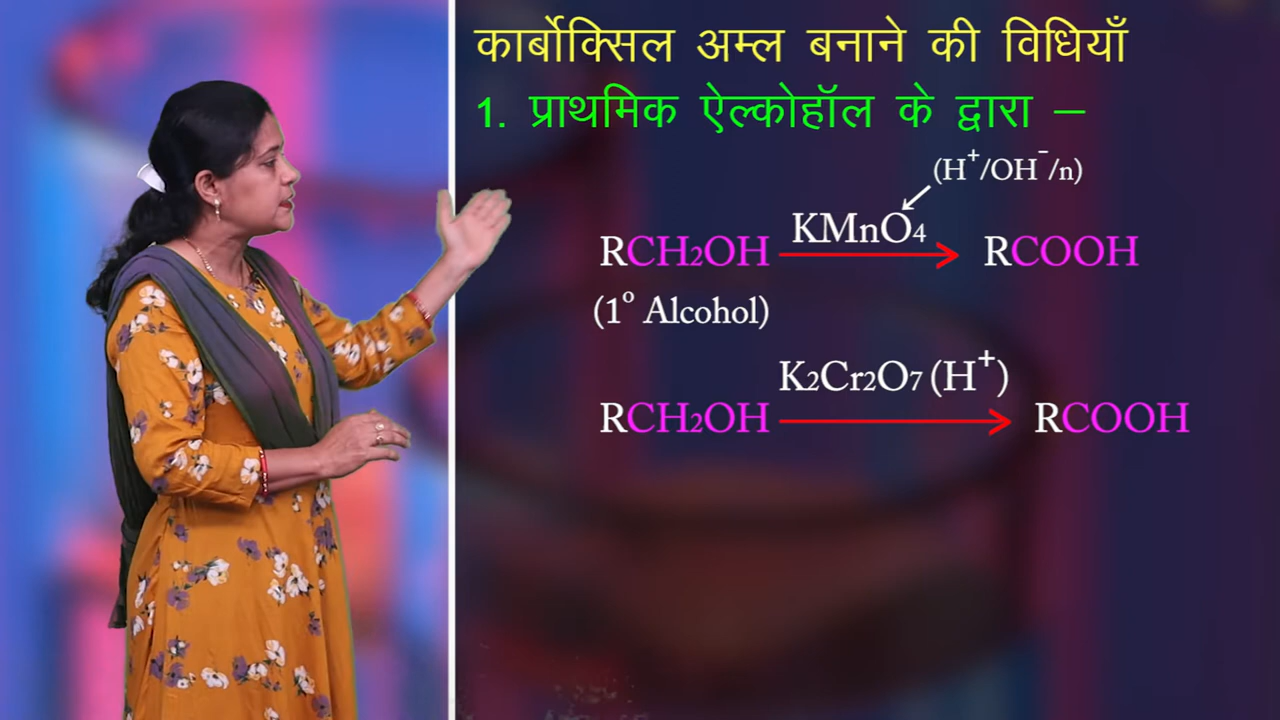 कार्बोक्सिल अम्ल बनाने की विधियाँ
1. प्राथमिक ऐल्कोहॉल के द्वारा –
(H⁺/OH⁻/n)
KMnO₄
RCH₂OH → RCOOH
(1° Alcohol)
K₂Cr₂O₇ (H⁺)
RCH₂OH → RCOOH